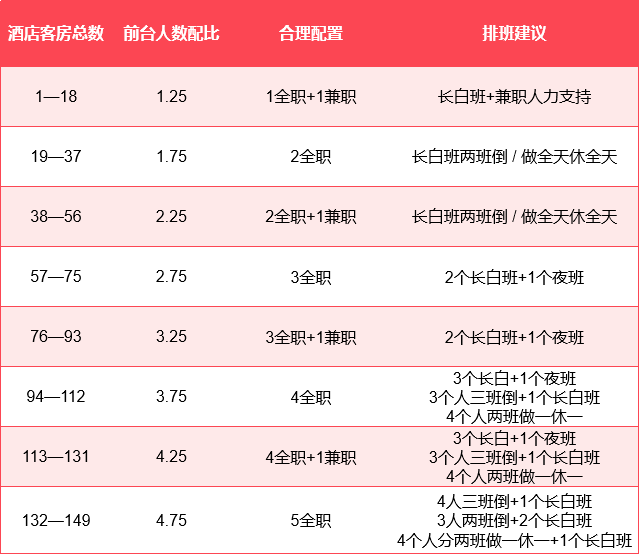 酒店客房总数 前台人数配比 合理配置 排班建议
1—18 1.25 1全职+1兼职 长白班+兼职人力支持
19—37 1.75 2全职 长白班两班倒 / 做全天休全天
38—56 2.25 2全职+1兼职 长白班两班倒 / 做全天休全天
57—75 2.75 3全职 2个长白班+1个夜班
76—93 3.25 3全职+1兼职 2个长白班+1个夜班
94—112 3.75 4全职 3个长白+1个夜班
3个人三班倒+1个长白班
4个人两班做一休一
113—131 4.25 4全职+1兼职 3个长白+1个夜班
3个人三班倒+1个长白班
4个人两班做一休一
132—149 4.75 5全职 4人三班倒+1个长白班
3人两班倒+2个长白班
4个人分两班做一休一+1个长白班